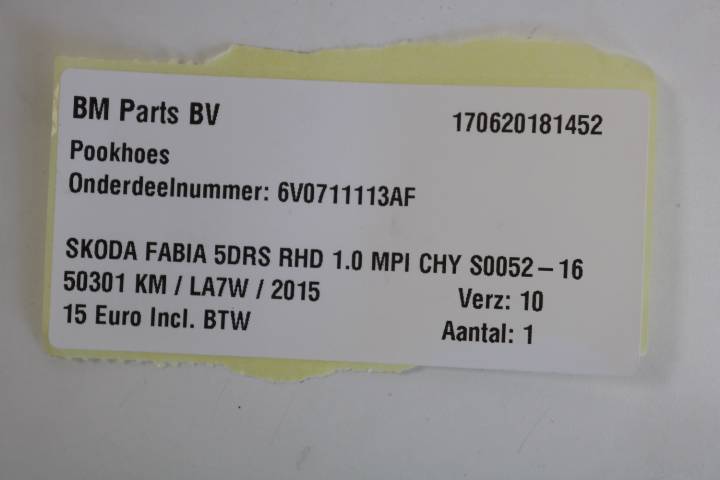 BM Parts BV 170620181452
Pookhoes
Onderdeelnummer: 6V0711113AF
SKODA FABIA 5DRS RHD 1.0 MPI CHY S0052-16
50301 KM / LA7W / 2015 Verz: 10
15 Euro Incl. BTW Aantal: 1